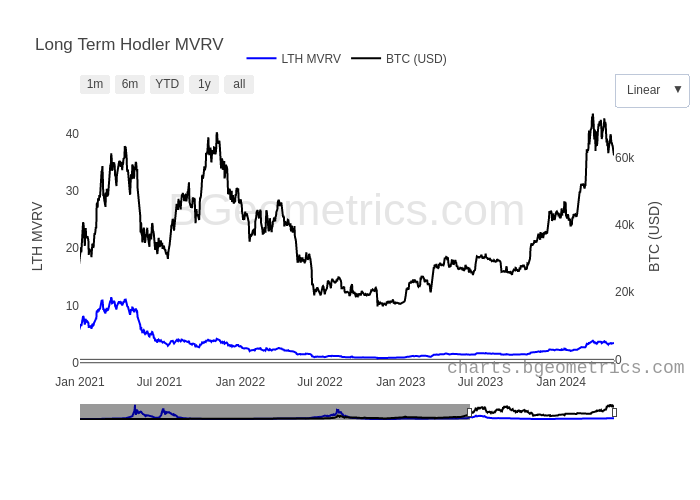 Long Term Hodler MVRV
LTH MVRV BTC (USD)
1m 6m YTD 1y all
Linear ▼
40
30
20
10
0
LTH MVRV
60k
40k
20k
0
BTC (USD)
BGeometrics.com
charts.bgeometrics.com
Jan 2021 Jul 2021 Jan 2022 Jul 2022 Jan 2023 Jul 2023 Jan 2024